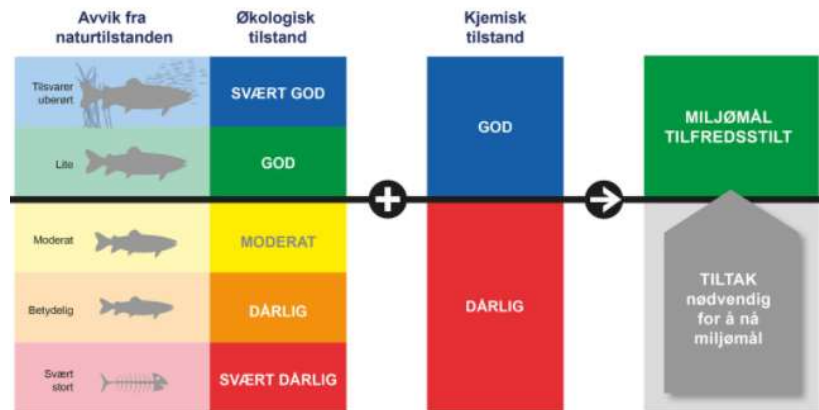 Avvik fra
naturtilstanden
Økologisk
tilstand
Kjemisk
tilstand
Tilsvarer
uberørt
SVÆRT GOD
Lite
GOD
Moderat
MODERAT
Betydelig
DÅRLIG
Svært
stort
SVÆRT DÅRLIG
GOD
DÅRLIG
MILJØMÅL
TILFREDSSTILT
TILTAK
nødvendig
for å nå
miljømål